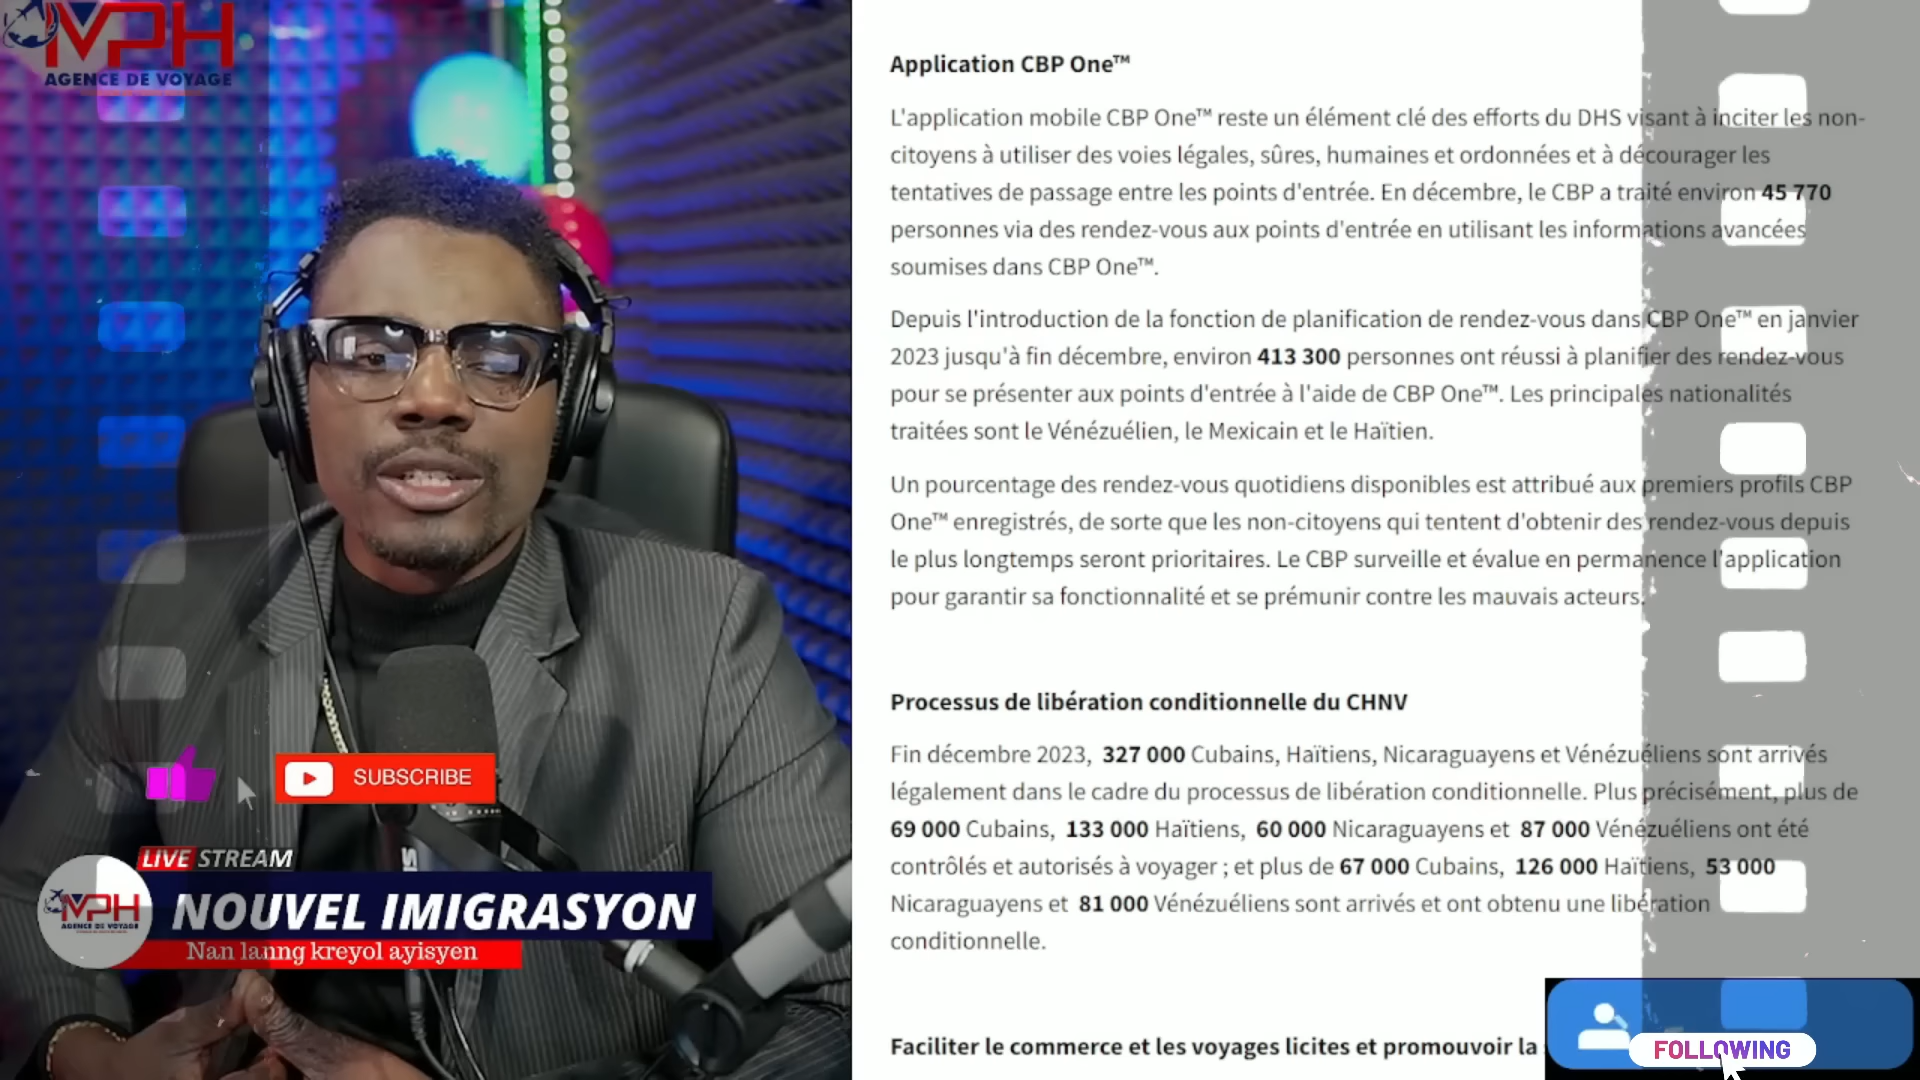 MPH
AGENCE DE VOYAGE
SUBSCRIBE
LIVE STREAM
NOUVEL IMIGRASYON
Nan lanng kreyol ayisyen
MPH
AGENCE DE VOYAGE
Application CBP One™
L'application mobile CBP One™ reste un élément clé des efforts du DHS visant à inciter les non-
citoyens à utiliser des voies légales, sûres, humaines et ordonnées et à décourager les
tentatives de passage entre les points d'entrée. En décembre, le CBP a traité environ 45 770
personnes via des rendez-vous aux points d'entrée en utilisant les informations avancées
soumises dans CBP One™.
Depuis l'introduction de la fonction de planification de rendez-vous dans CBP One™ en janvier
2023 jusqu'à fin décembre, environ 413 300 personnes ont réussi à planifier des rendez-vous
pour se présenter aux points d'entrée à l'aide de CBP One™. Les principales nationalités
traitées sont le Vénézuélien, le Mexicain et le Haïtien.
Un pourcentage des rendez-vous quotidiens disponibles est attribué aux premiers profils CBP
One™ enregistrés, de sorte que les non-citoyens qui tentent d'obtenir des rendez-vous depuis
le plus longtemps seront prioritaires. Le CBP surveille et évalue en permanence l'application
pour garantir sa fonctionnalité et se prémunir contre les mauvais acteurs.
Processus de libération conditionnelle du CHNV
Fin décembre 2023, 327 000 Cubains, Haïtiens, Nicaraguayens et Vénézuéliens sont arrivés
légalement dans le cadre du processus de libération conditionnelle. Plus précisément, plus de
69 000 Cubains, 133 000 Haïtiens, 60 000 Nicaraguayens et 87 000 Vénézuéliens ont été
contrôlés et autorisés à voyager ; et plus de 67 000 Cubains, 126 000 Haïtiens, 53 000
Nicaraguayens et 81 000 Vénézuéliens sont arrivés et ont obtenu une libération
conditionnelle.
Faciliter le commerce et les voyages licites et promouvoir la
FOLLOWING